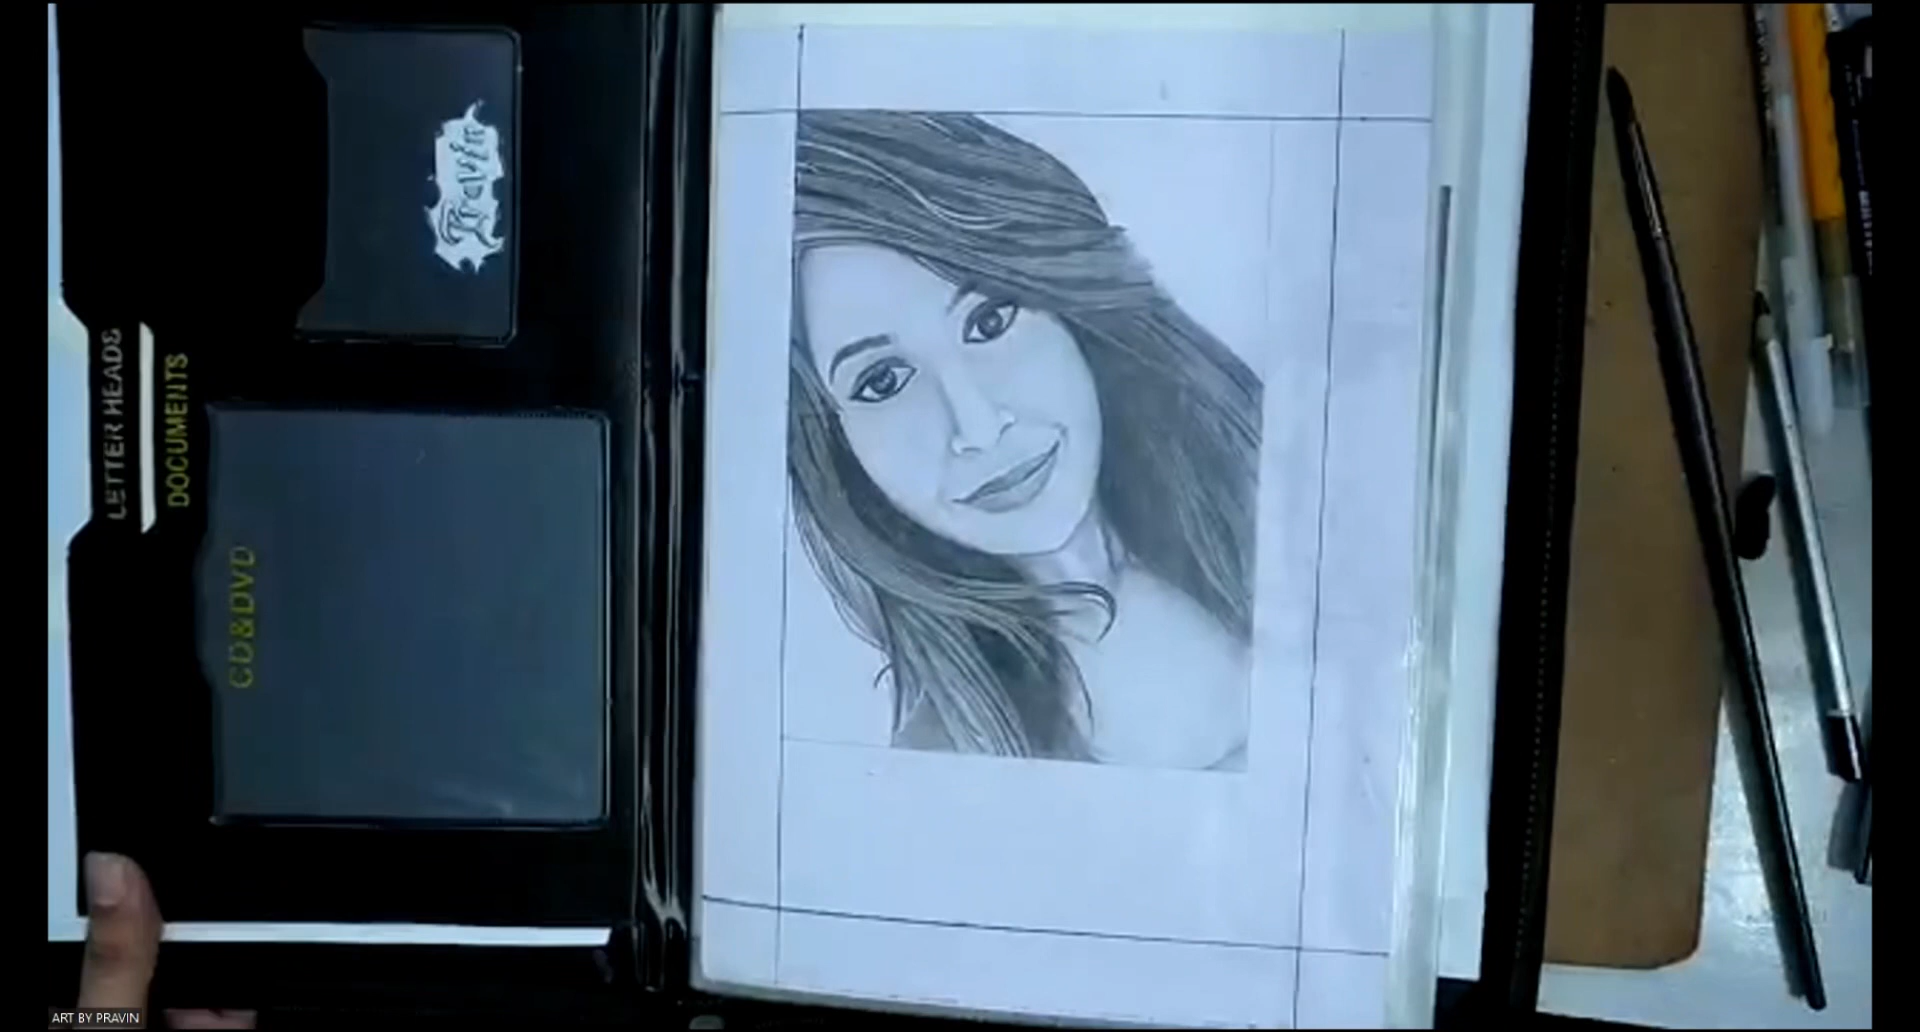 Pravin
LETTER HEADS
DOCUMENTS
CD&DVD
ART BY PRAVIN